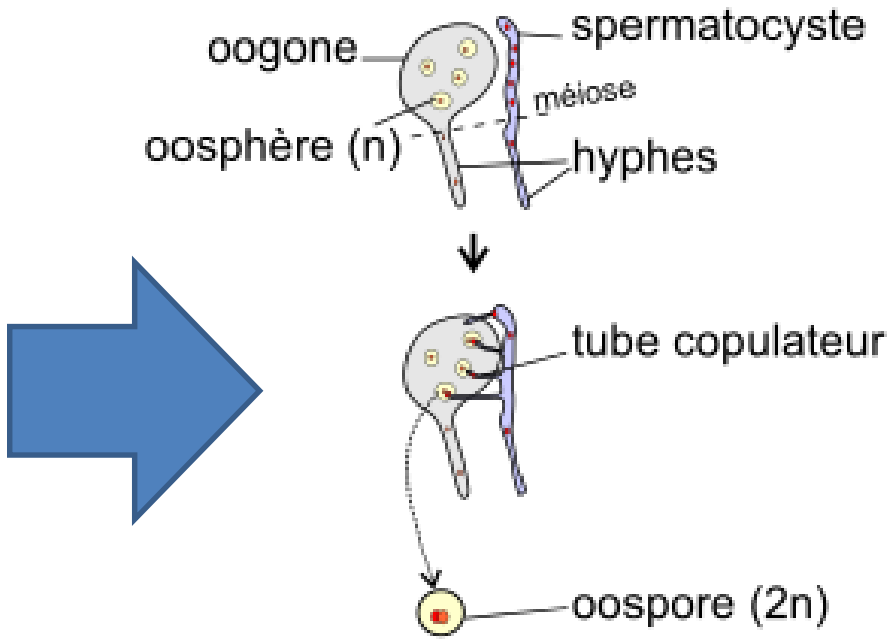 spermatocyste
oogone
méiose
oosphère (n)
hyphes
tube copulateur
oospore (2n)